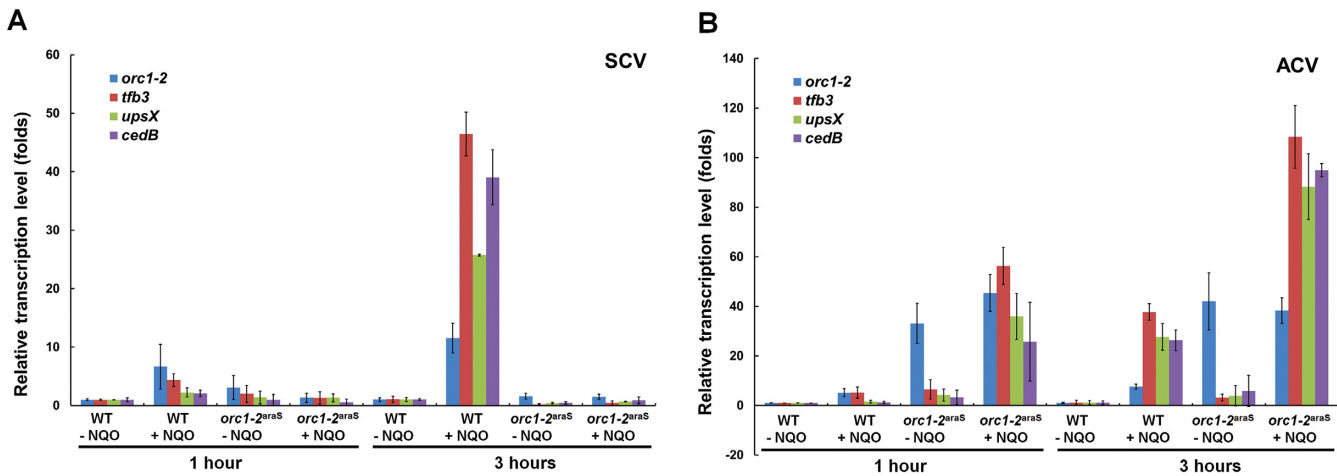 A
SCV
Relative transcription level (folds)
60
50
40
30
20
10
0
orc1-2
tfb3
upsX
cedB
WT WT orc1-2araS orc1-2araS WT WT orc1-2araS orc1-2araS
- NQO + NQO - NQO + NQO - NQO + NQO - NQO + NQO
1 hour 3 hours
B
ACV
Relative transcription level (folds)
140
120
100
80
60
40
20
0
-20
orc1-2
tfb3
upsX
cedB
WT WT orc1-2araS orc1-2araS WT WT orc1-2araS orc1-2araS
- NQO + NQO - NQO + NQO - NQO + NQO - NQO + NQO
1 hour 3 hours